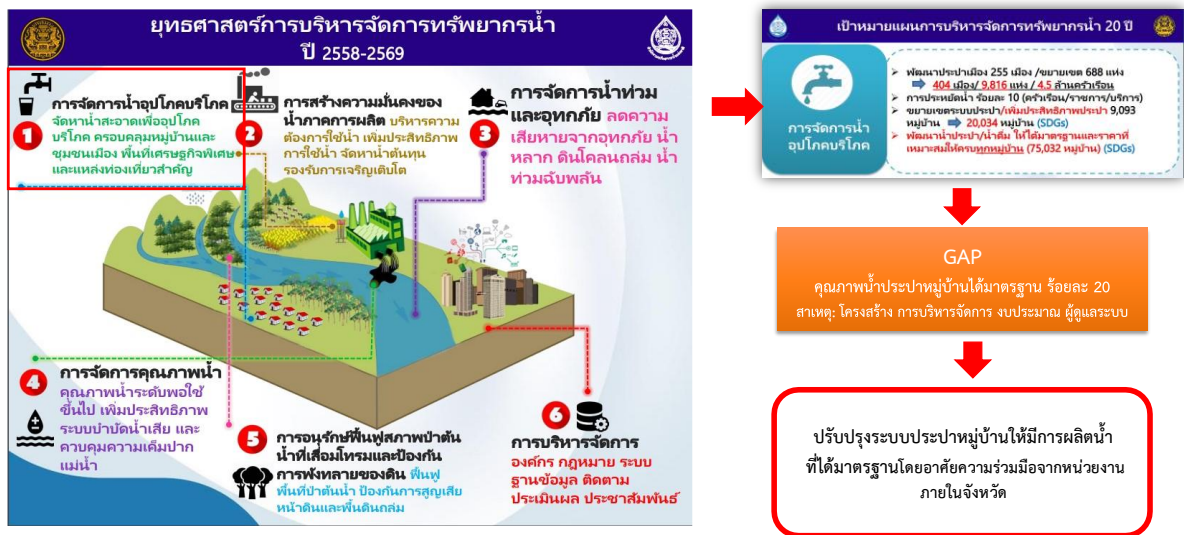 ยุทธศาสตร์การบริหารจัดการทรัพยากรน้ำ
ปี 2558-2569
1
การจัดการน้ำอุปโภคบริโภค
จัดหาน้ำสะอาดเพื่ออุปโภค
บริโภค ครอบคลุมหมู่บ้านและ
ชุมชนเมือง พื้นที่เศรษฐกิจพิเศษ
และแหล่งท่องเที่ยวสำคัญ
2
การสร้างความมั่นคงของ
น้ำภาคการผลิต บริหารความ
ต้องการใช้น้ำ เพิ่มประสิทธิภาพ
การใช้น้ำ จัดหาน้ำต้นทุน
รองรับการเจริญเติบโต
3
การจัดการน้ำท่วม
และอุทกภัย ลดความ
เสียหายจากอุทกภัย น้ำ
หลาก ดินโคลนถล่ม น้ำ
ท่วมฉับพลัน
4
การจัดการคุณภาพน้ำ
คุณภาพน้ำระดับพอใช้
ขึ้นไป เพิ่มประสิทธิภาพ
ระบบบำบัดน้ำเสีย และ
ควบคุมความเค็มปาก
แม่น้ำ
5
การอนุรักษ์ฟื้นฟูสภาพป่าต้น
น้ำที่เสื่อมโทรมและป้องกัน
การพังทลายของดิน ฟื้นฟู
พื้นที่ป่าต้นน้ำ ป้องกันการสูญเสีย
หน้าดินและพื้นดินถล่ม
6
การบริหารจัดการ
องค์กร กฎหมาย ระบบ
ฐานข้อมูล ติดตาม
ประเมินผล ประชาสัมพันธ์
เป้าหมายแผนการบริหารจัดการทรัพยากรน้ำ 20 ปี
การจัดการน้ำ
อุปโภคบริโภค
➢ พัฒนาประปาเมือง 255 เมือง /ขยายเขต 688 แห่ง
➡ 404 เมือง/ 9,816 แห่ง / 4.5 ล้านครัวเรือน
➢ การประหยัดน้ำ ร้อยละ 10 (ครัวเรือน/ราชการ/บริการ)
➢ ขยายเขตระบบประปา/เพิ่มประสิทธิภาพประปา 9,093
หมู่บ้าน ➡ 20,034 หมู่บ้าน (SDGs)
➢ พัฒนาน้ำประปา/น้ำดื่ม ให้ได้มาตรฐานและราคาที่
เหมาะสมให้ครบทุกหมู่บ้าน (75,032 หมู่บ้าน) (SDGs)
GAP
คุณภาพน้ำประปาหมู่บ้านได้มาตรฐาน ร้อยละ 20
สาเหตุ: โครงสร้าง การบริหารจัดการ งบประมาณ ผู้ดูแลระบบ
ปรับปรุงระบบประปาหมู่บ้านให้มีการผลิตน้ำ
ที่ได้มาตรฐานโดยอาศัยความร่วมมือจากหน่วยงาน
ภายในจังหวัด